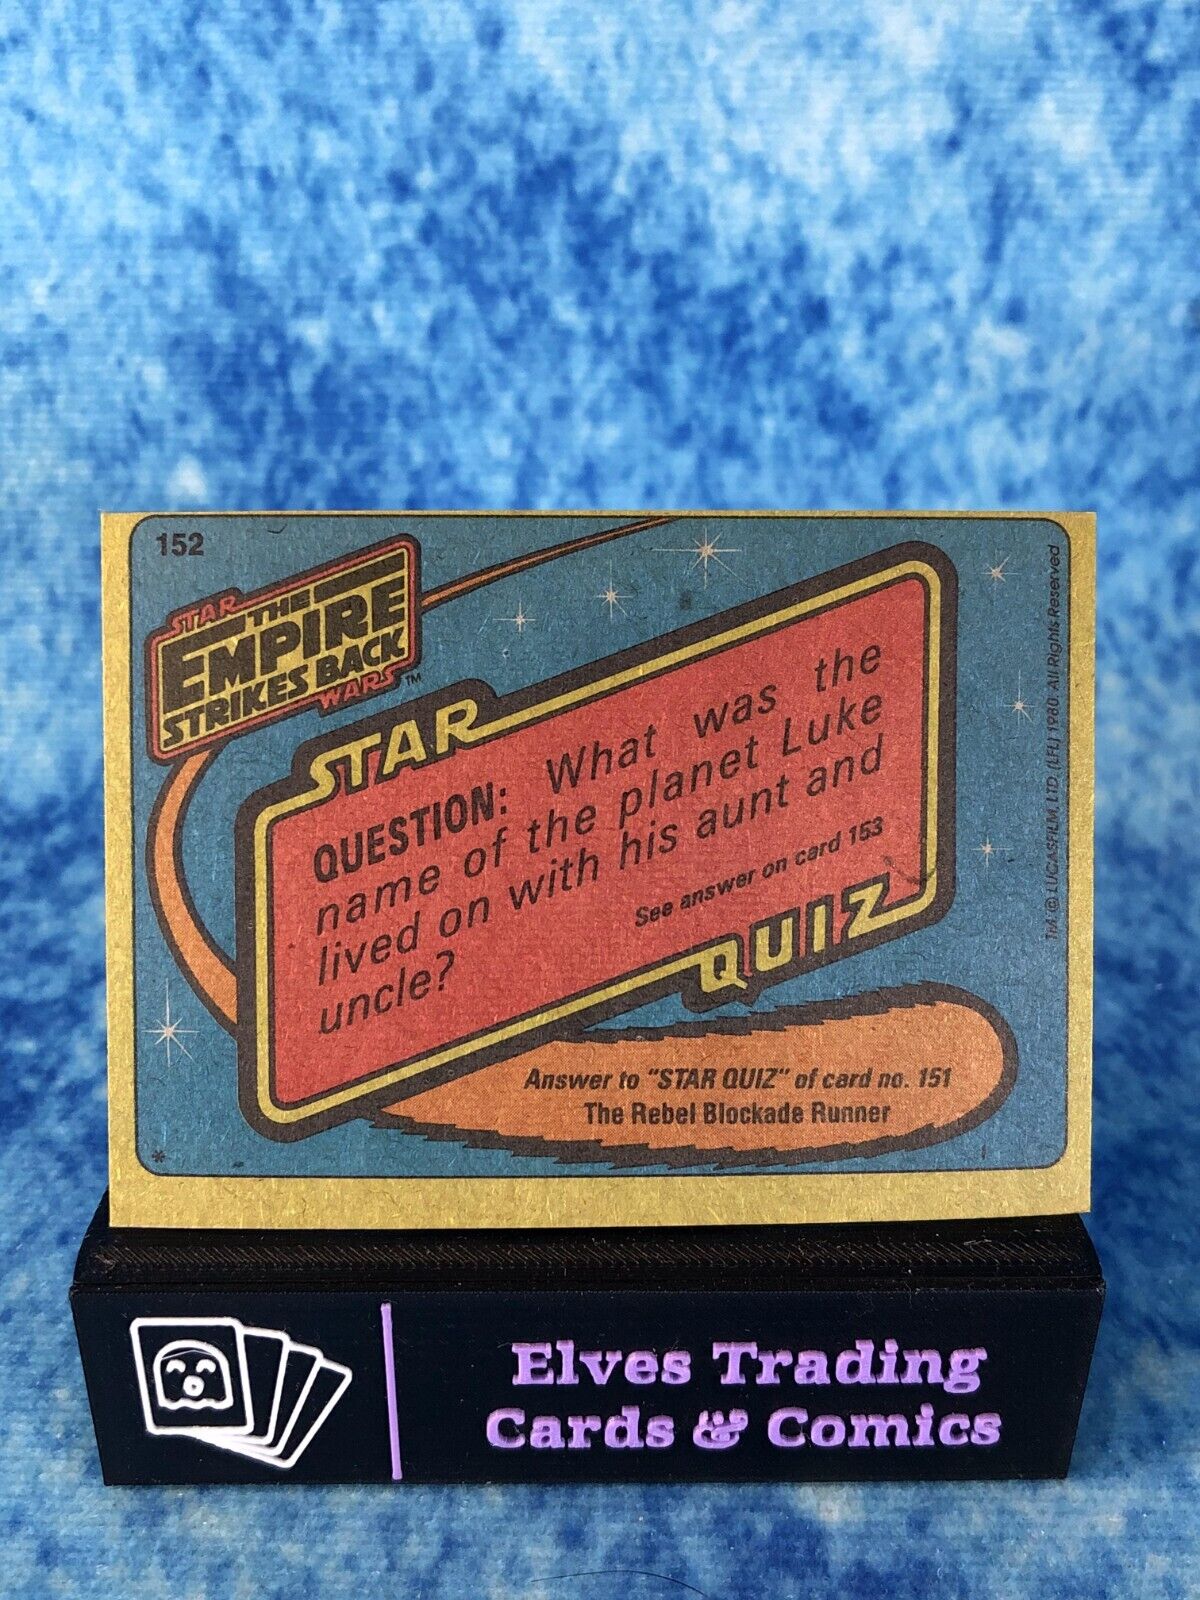 152
STAR
THE
EMPIRE
STRIKES BACK
WARS™
STAR
QUESTION: What was the
name of the planet Luke
lived on with his aunt and
uncle?
See answer on card 153
QUIZ
Answer to "STAR QUIZ" of card no. 151
The Rebel Blockade Runner
*
TM & © LUCASFILM, LTD (LFL) 1980 All Rights Reserved
Elves Trading
Cards & Comics